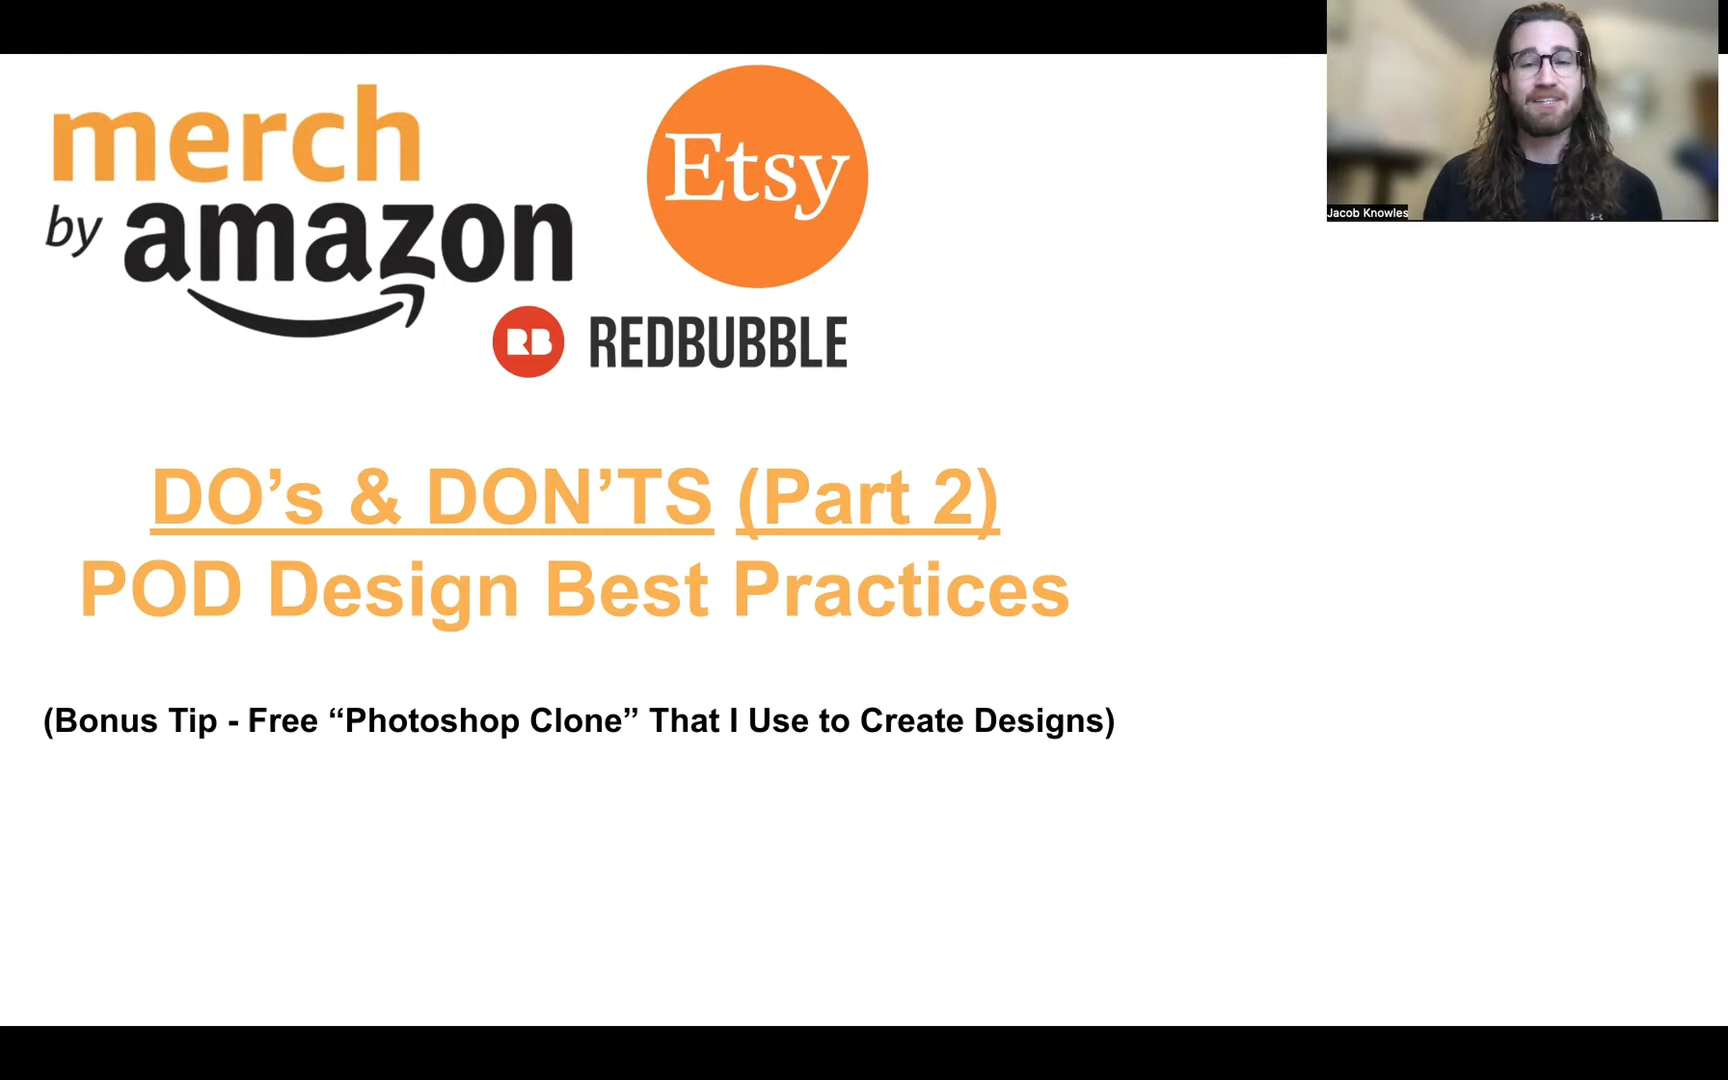 merch
by amazon
Etsy
RB REDBUBBLE
Jacob Knowles
DO’s & DON’TS (Part 2)
POD Design Best Practices
(Bonus Tip - Free “Photoshop Clone” That I Use to Create Designs)